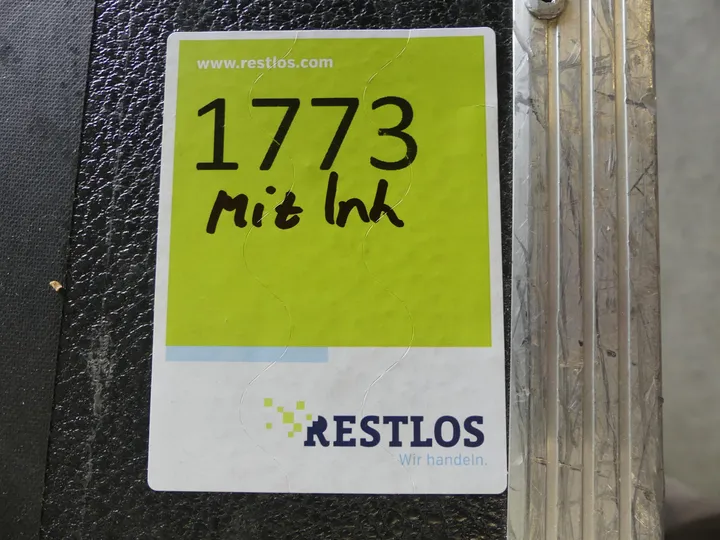 www.restlos.com
1773
Mit Inh
RESTLOS
Wir handeln.